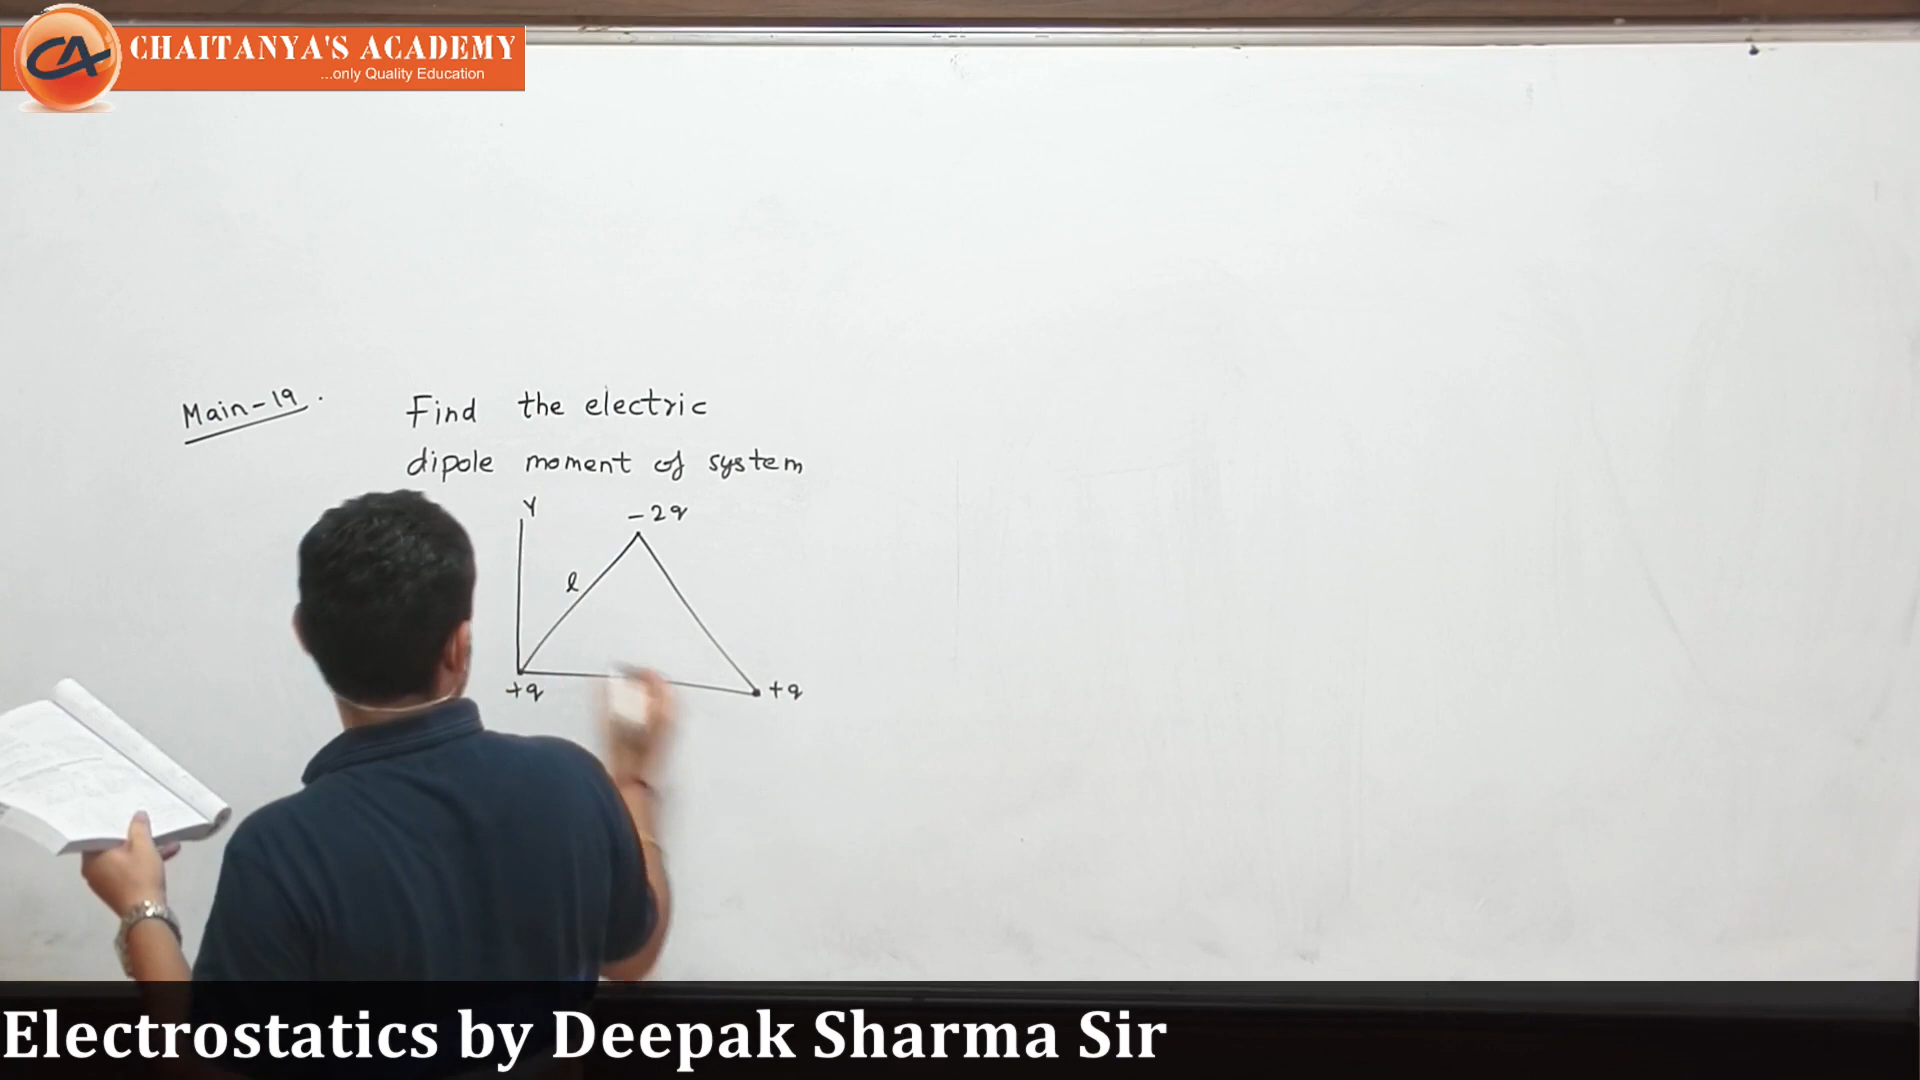 CHAITANYA'S ACADEMY
...only Quality Education
Main-19.
Find the electric
dipole moment of system
Y
-2q
l
+q
+q
Electrostatics by Deepak Sharma Sir